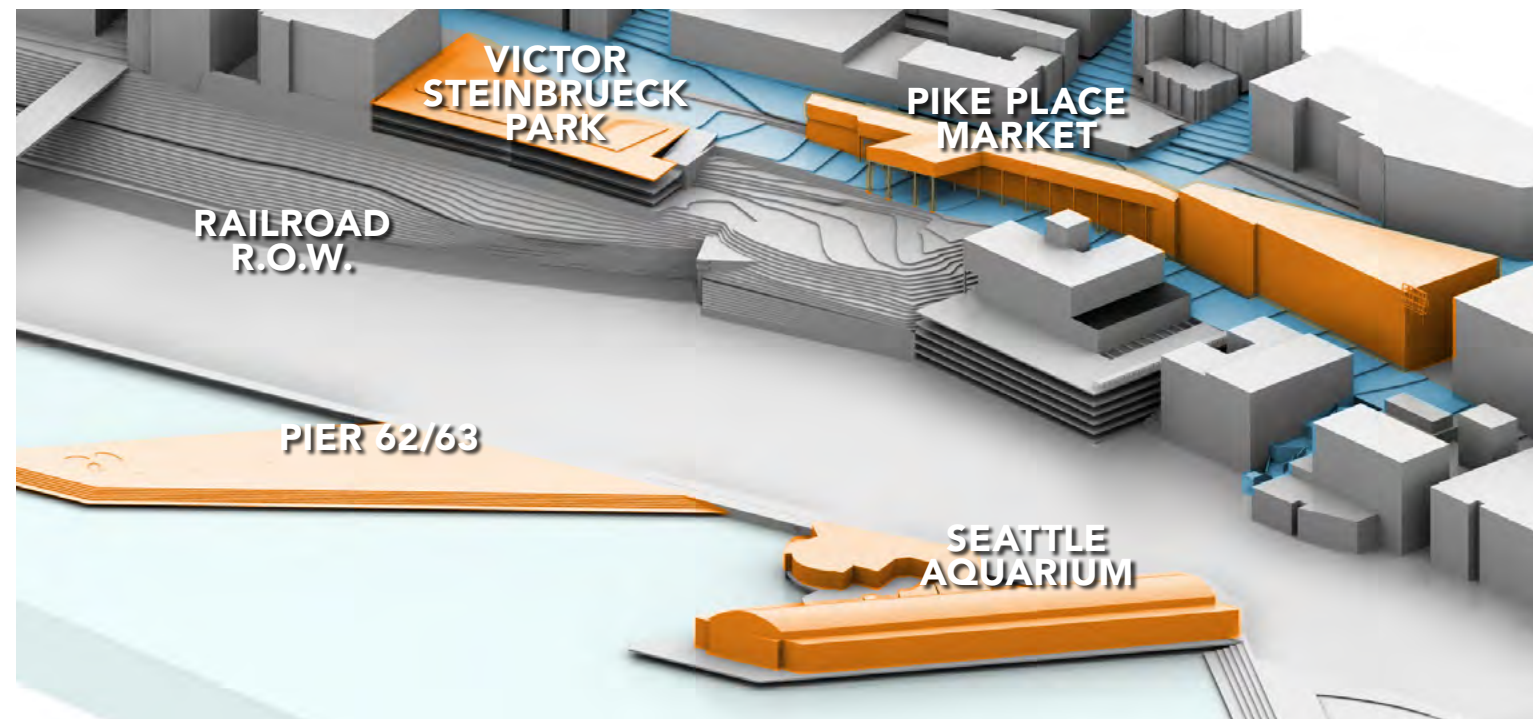 VICTOR
STEINBRUECK
PARK
PIKE PLACE
MARKET
RAILROAD
R.O.W.
PIER 62/63
SEATTLE
AQUARIUM